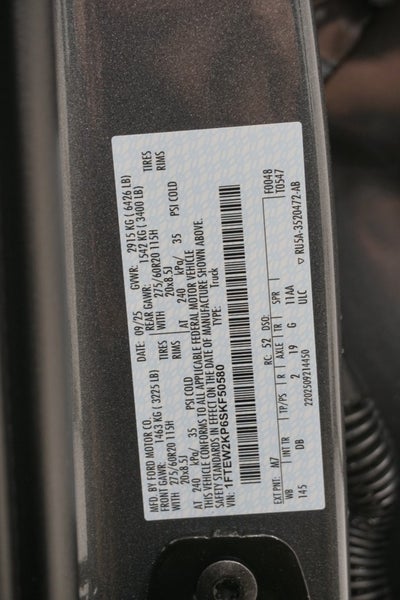 MFD. BY FORD MOTOR CO.
DATE: 09/25 GVWR: 2915 KG ( 6426 LB)
FRONT GAWR: 1463 KG ( 3225 LB) REAR GAWR: 1542 KG ( 3400 LB)
WITH 275/60R20 115H TIRES WITH 275/60R20 115H TIRES
20x8.5J RIMS 20x8.5J RIMS
AT 240 kPa/ 35 PSI COLD AT 240 kPa/ 35 PSI COLD
THIS VEHICLE CONFORMS TO ALL APPLICABLE FEDERAL MOTOR VEHICLE
SAFETY STANDARDS IN EFFECT ON THE DATE OF MANUFACTURE SHOWN ABOVE.
VIN: 1FTEW2KP6SKF50580 TYPE: Truck
F0048
T0547
EXT PNT: M7 RC: 52 DSO:
WB INT TR TP/PS R AXLE TR SPR
145 DB 2 19 G 11AA
ULC
2202509214450 ▽ RU5A-3520472-AB